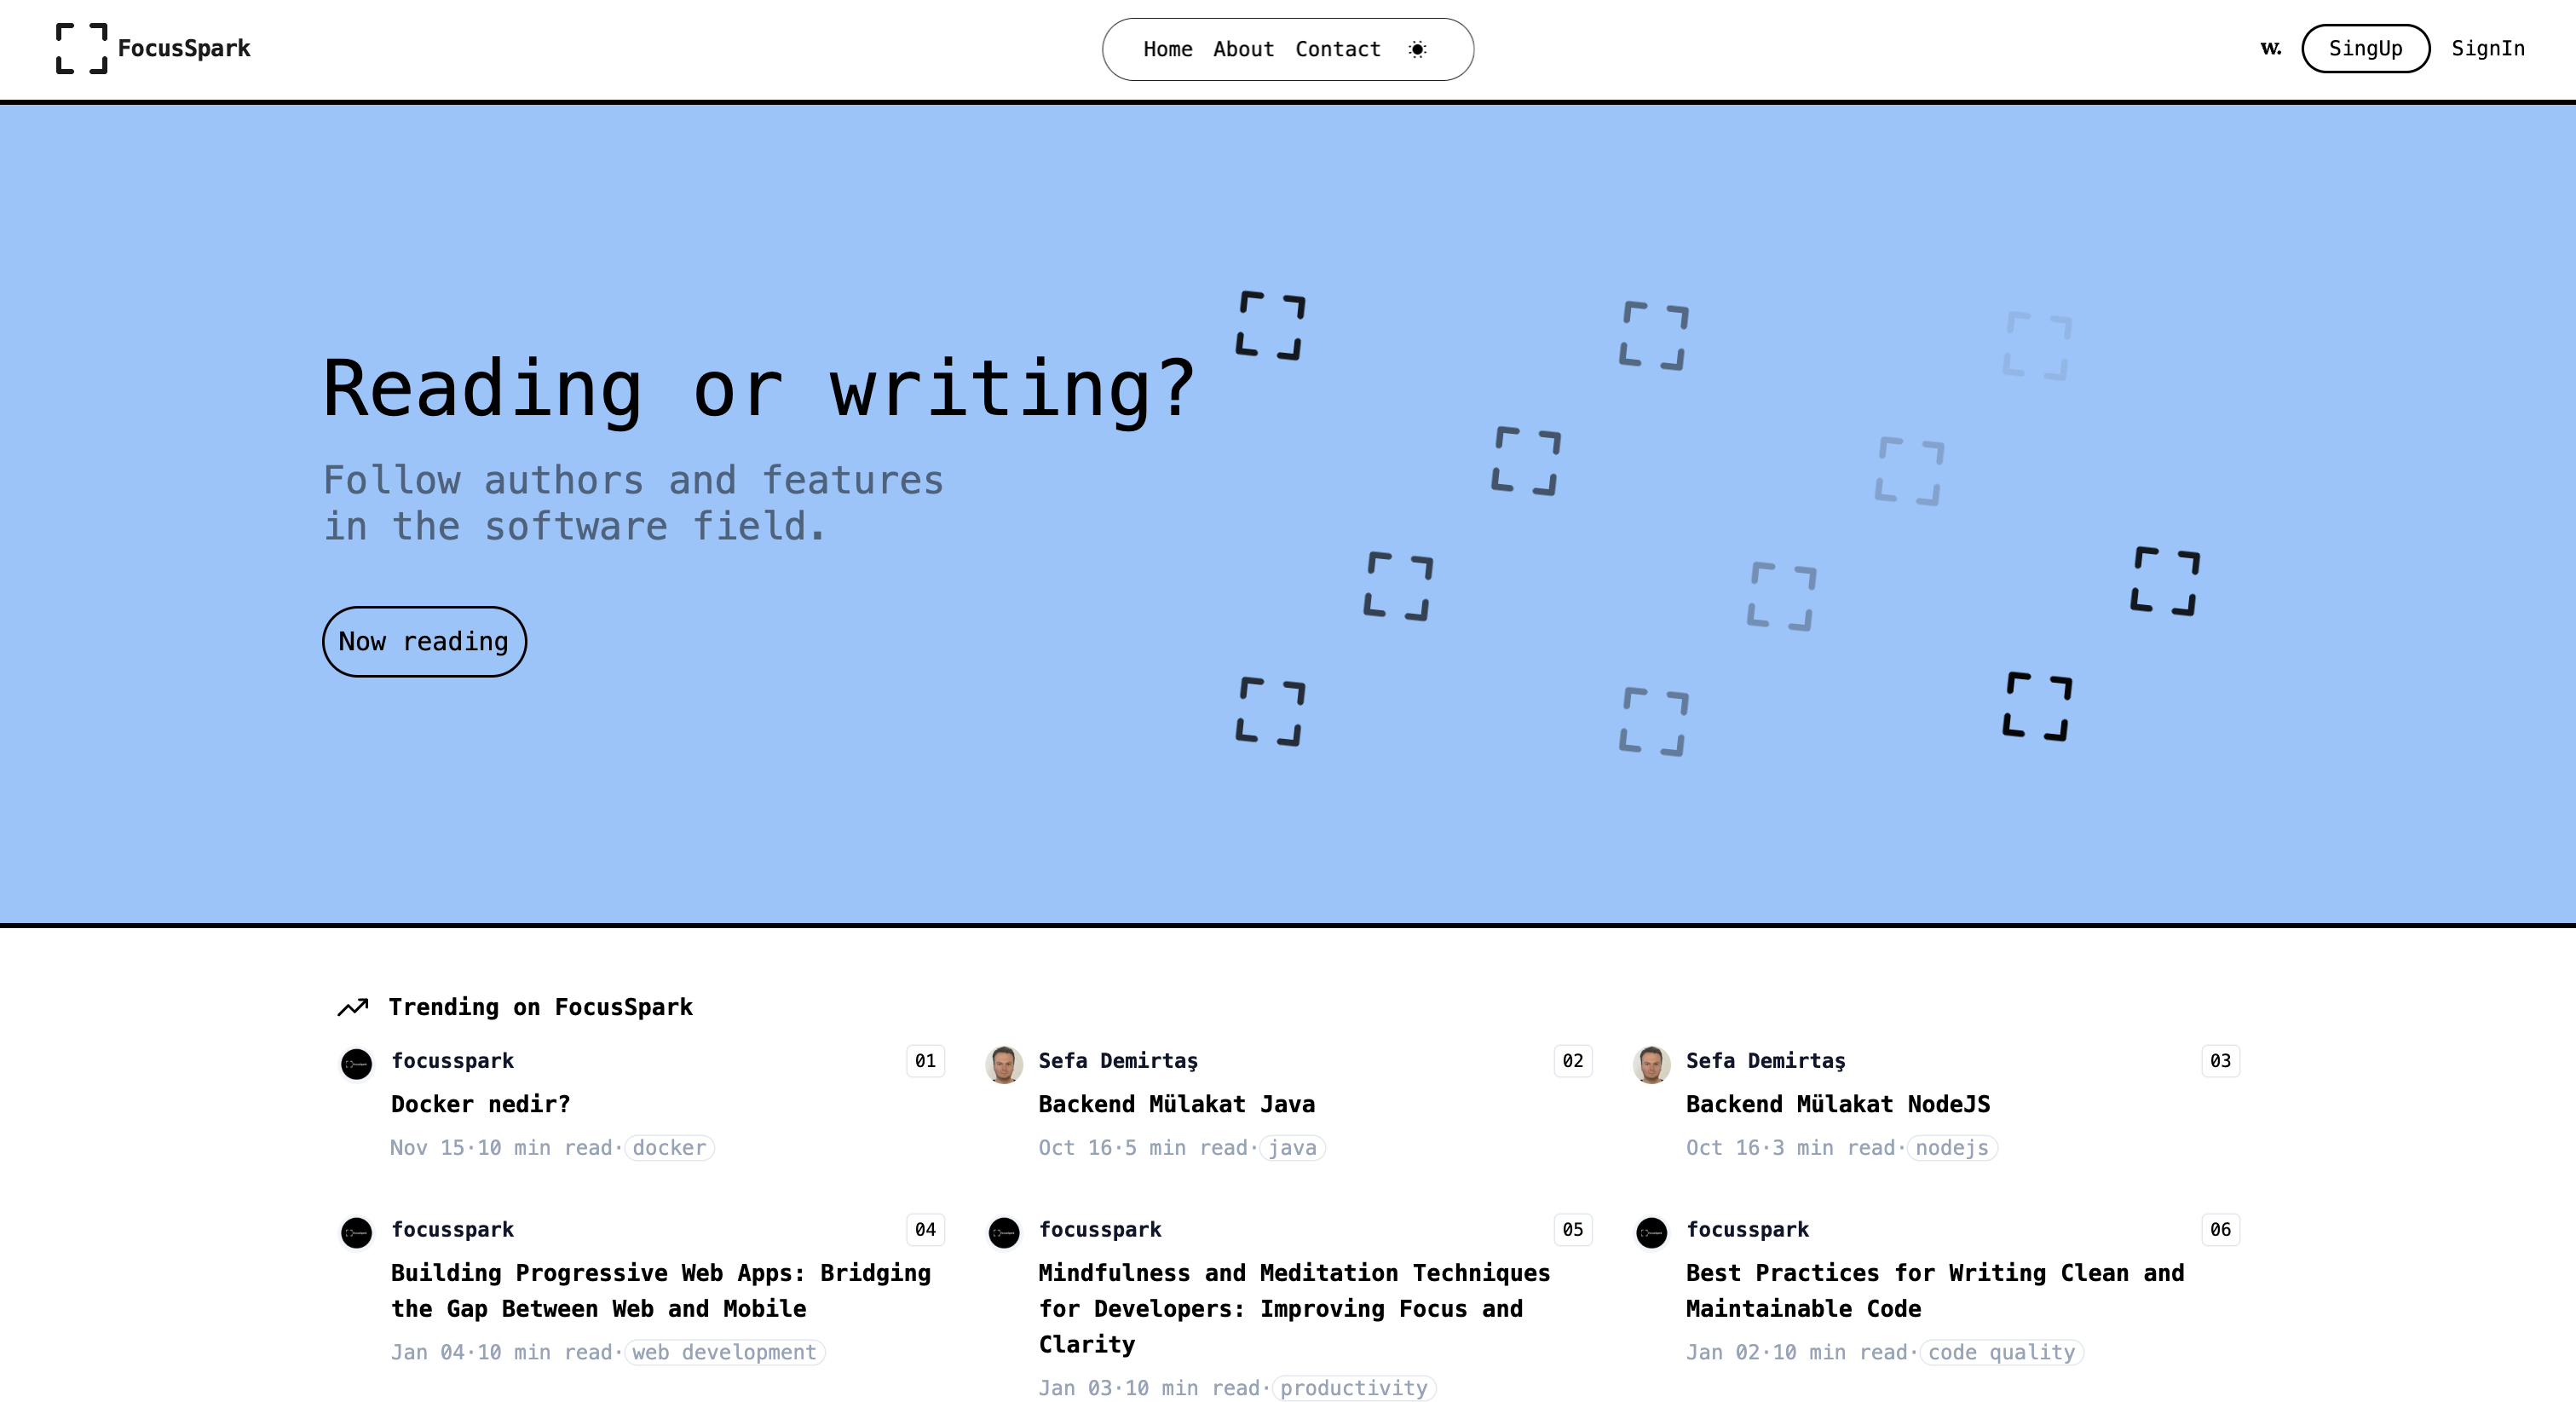 FocusSpark
Home About Contact
w. SingUp SignIn
Reading or writing?
Follow authors and features
in the software field.
Now reading
Trending on FocusSpark
focusspark 01
Docker nedir?
Nov 15·10 min read·docker
Sefa Demirtaş 02
Backend Mülakat Java
Oct 16·5 min read·java
Sefa Demirtaş 03
Backend Mülakat NodeJS
Oct 16·3 min read·nodejs
focusspark 04
Building Progressive Web Apps: Bridging
the Gap Between Web and Mobile
Jan 04·10 min read·web development
focusspark 05
Mindfulness and Meditation Techniques
for Developers: Improving Focus and
Clarity
Jan 03·10 min read·productivity
focusspark 06
Best Practices for Writing Clean and
Maintainable Code
Jan 02·10 min read·code quality